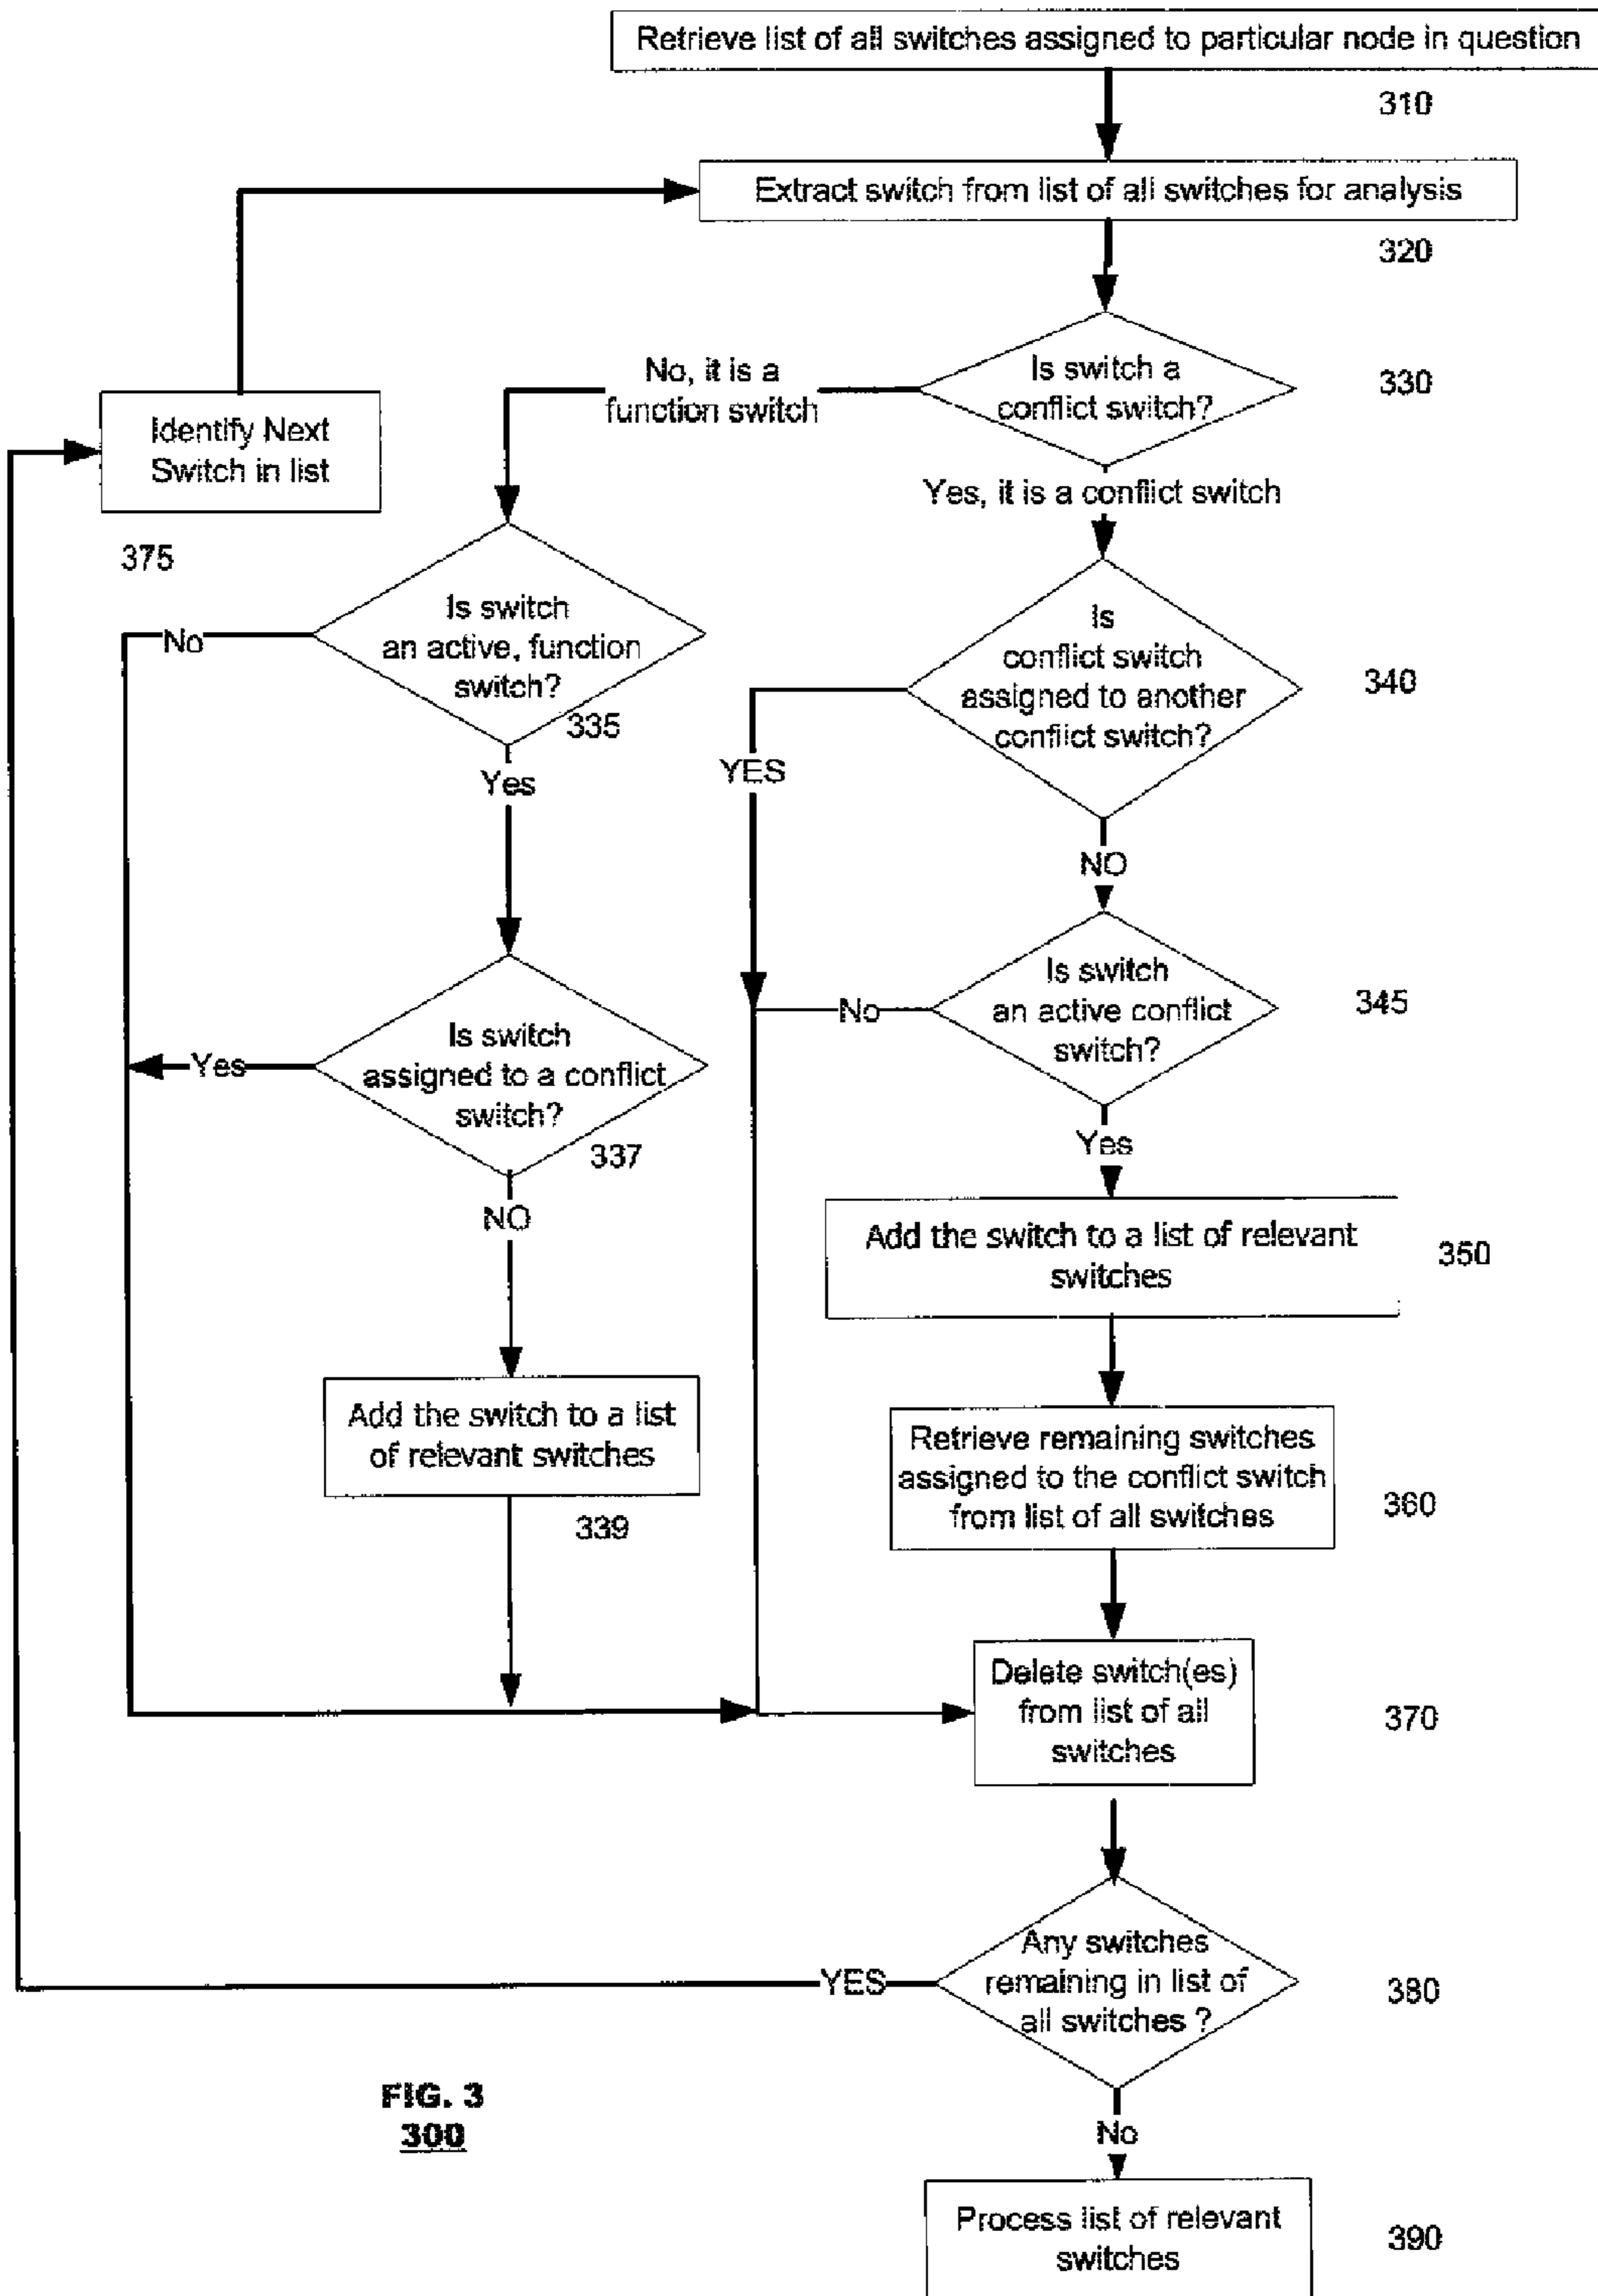 Retrieve list of all switches assigned to particular node in question
310
Extract switch from list of all switches for analysis
320
Is switch a
conflict switch?
330
No, it is a
function switch
Identify Next
Switch in list
375
Yes, it is a conflict switch
Is switch
an active, function
switch?
335
No
Yes
Is
conflict switch
assigned to another
conflict switch?
340
YES
NO
Is switch
an active conflict
switch?
345
No
Yes
Is switch
assigned to a conflict
switch?
337
Yes
NO
Add the switch to a list of relevant
switches
350
Add the switch to a list
of relevant switches
339
Retrieve remaining switches
assigned to the conflict switch
from list of all switches
360
Delete switch(es)
from list of all
switches
370
Any switches
remaining in list of
all switches ?
380
YES
No
FIG. 3
300
Process list of relevant
switches
390